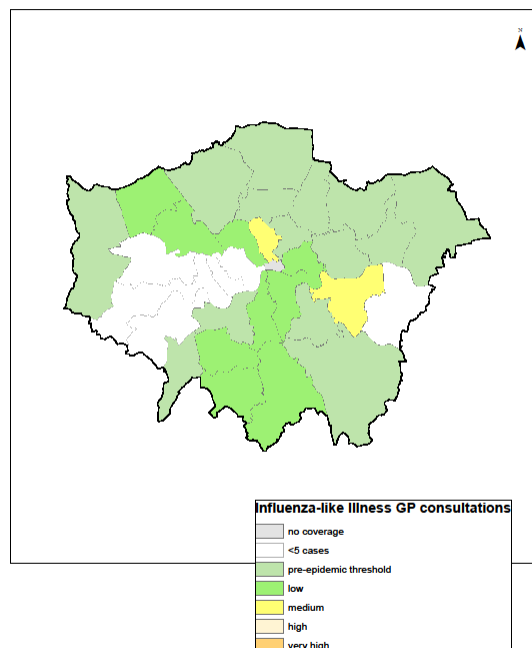 N
Influenza-like Illness GP consultations
no coverage
<5 cases
pre-epidemic threshold
low
medium
high
very high